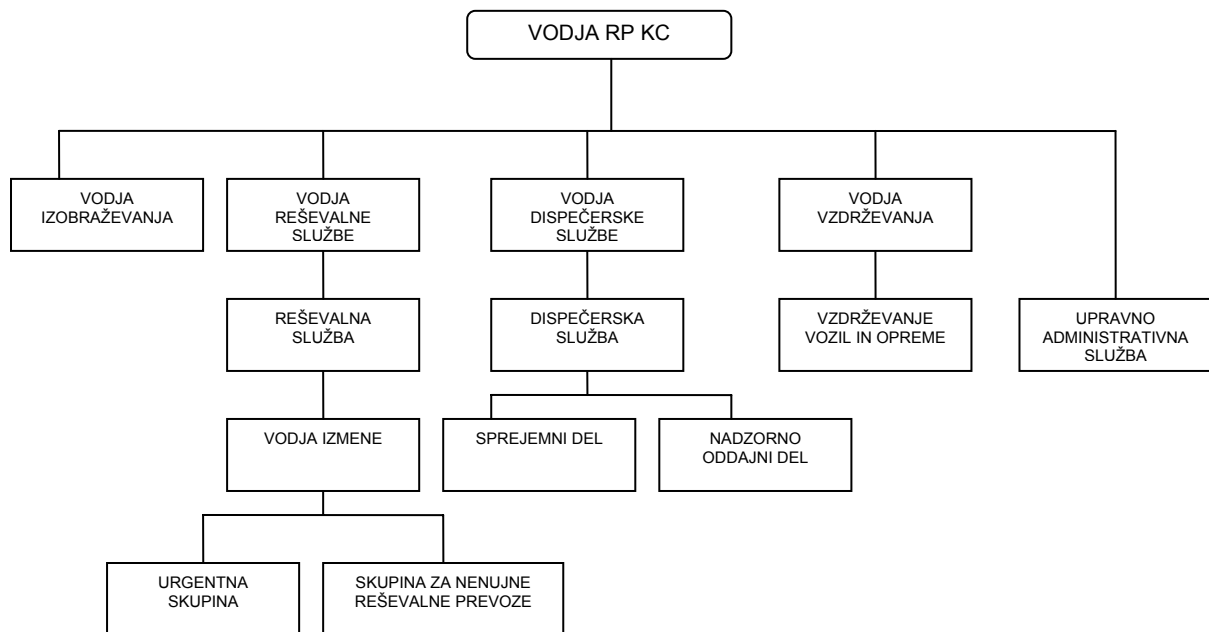 VODJA RP KC
VODJA
IZOBRAŽEVANJA
VODJA
REŠEVALNE
SLUŽBE
VODJA
DISPEČERSKE
SLUŽBE
VODJA
VZDRŽEVANJA
REŠEVALNA
SLUŽBA
DISPEČERSKA
SLUŽBA
VZDRŽEVANJE
VOZIL IN OPREME
UPRAVNO
ADMINISTRATIVNA
SLUŽBA
VODJA IZMENE
SPREJEMNI DEL
NADZORNO
ODDAJNI DEL
URGENTNA
SKUPINA
SKUPINA ZA NENUJNE
REŠEVALNE PREVOZE